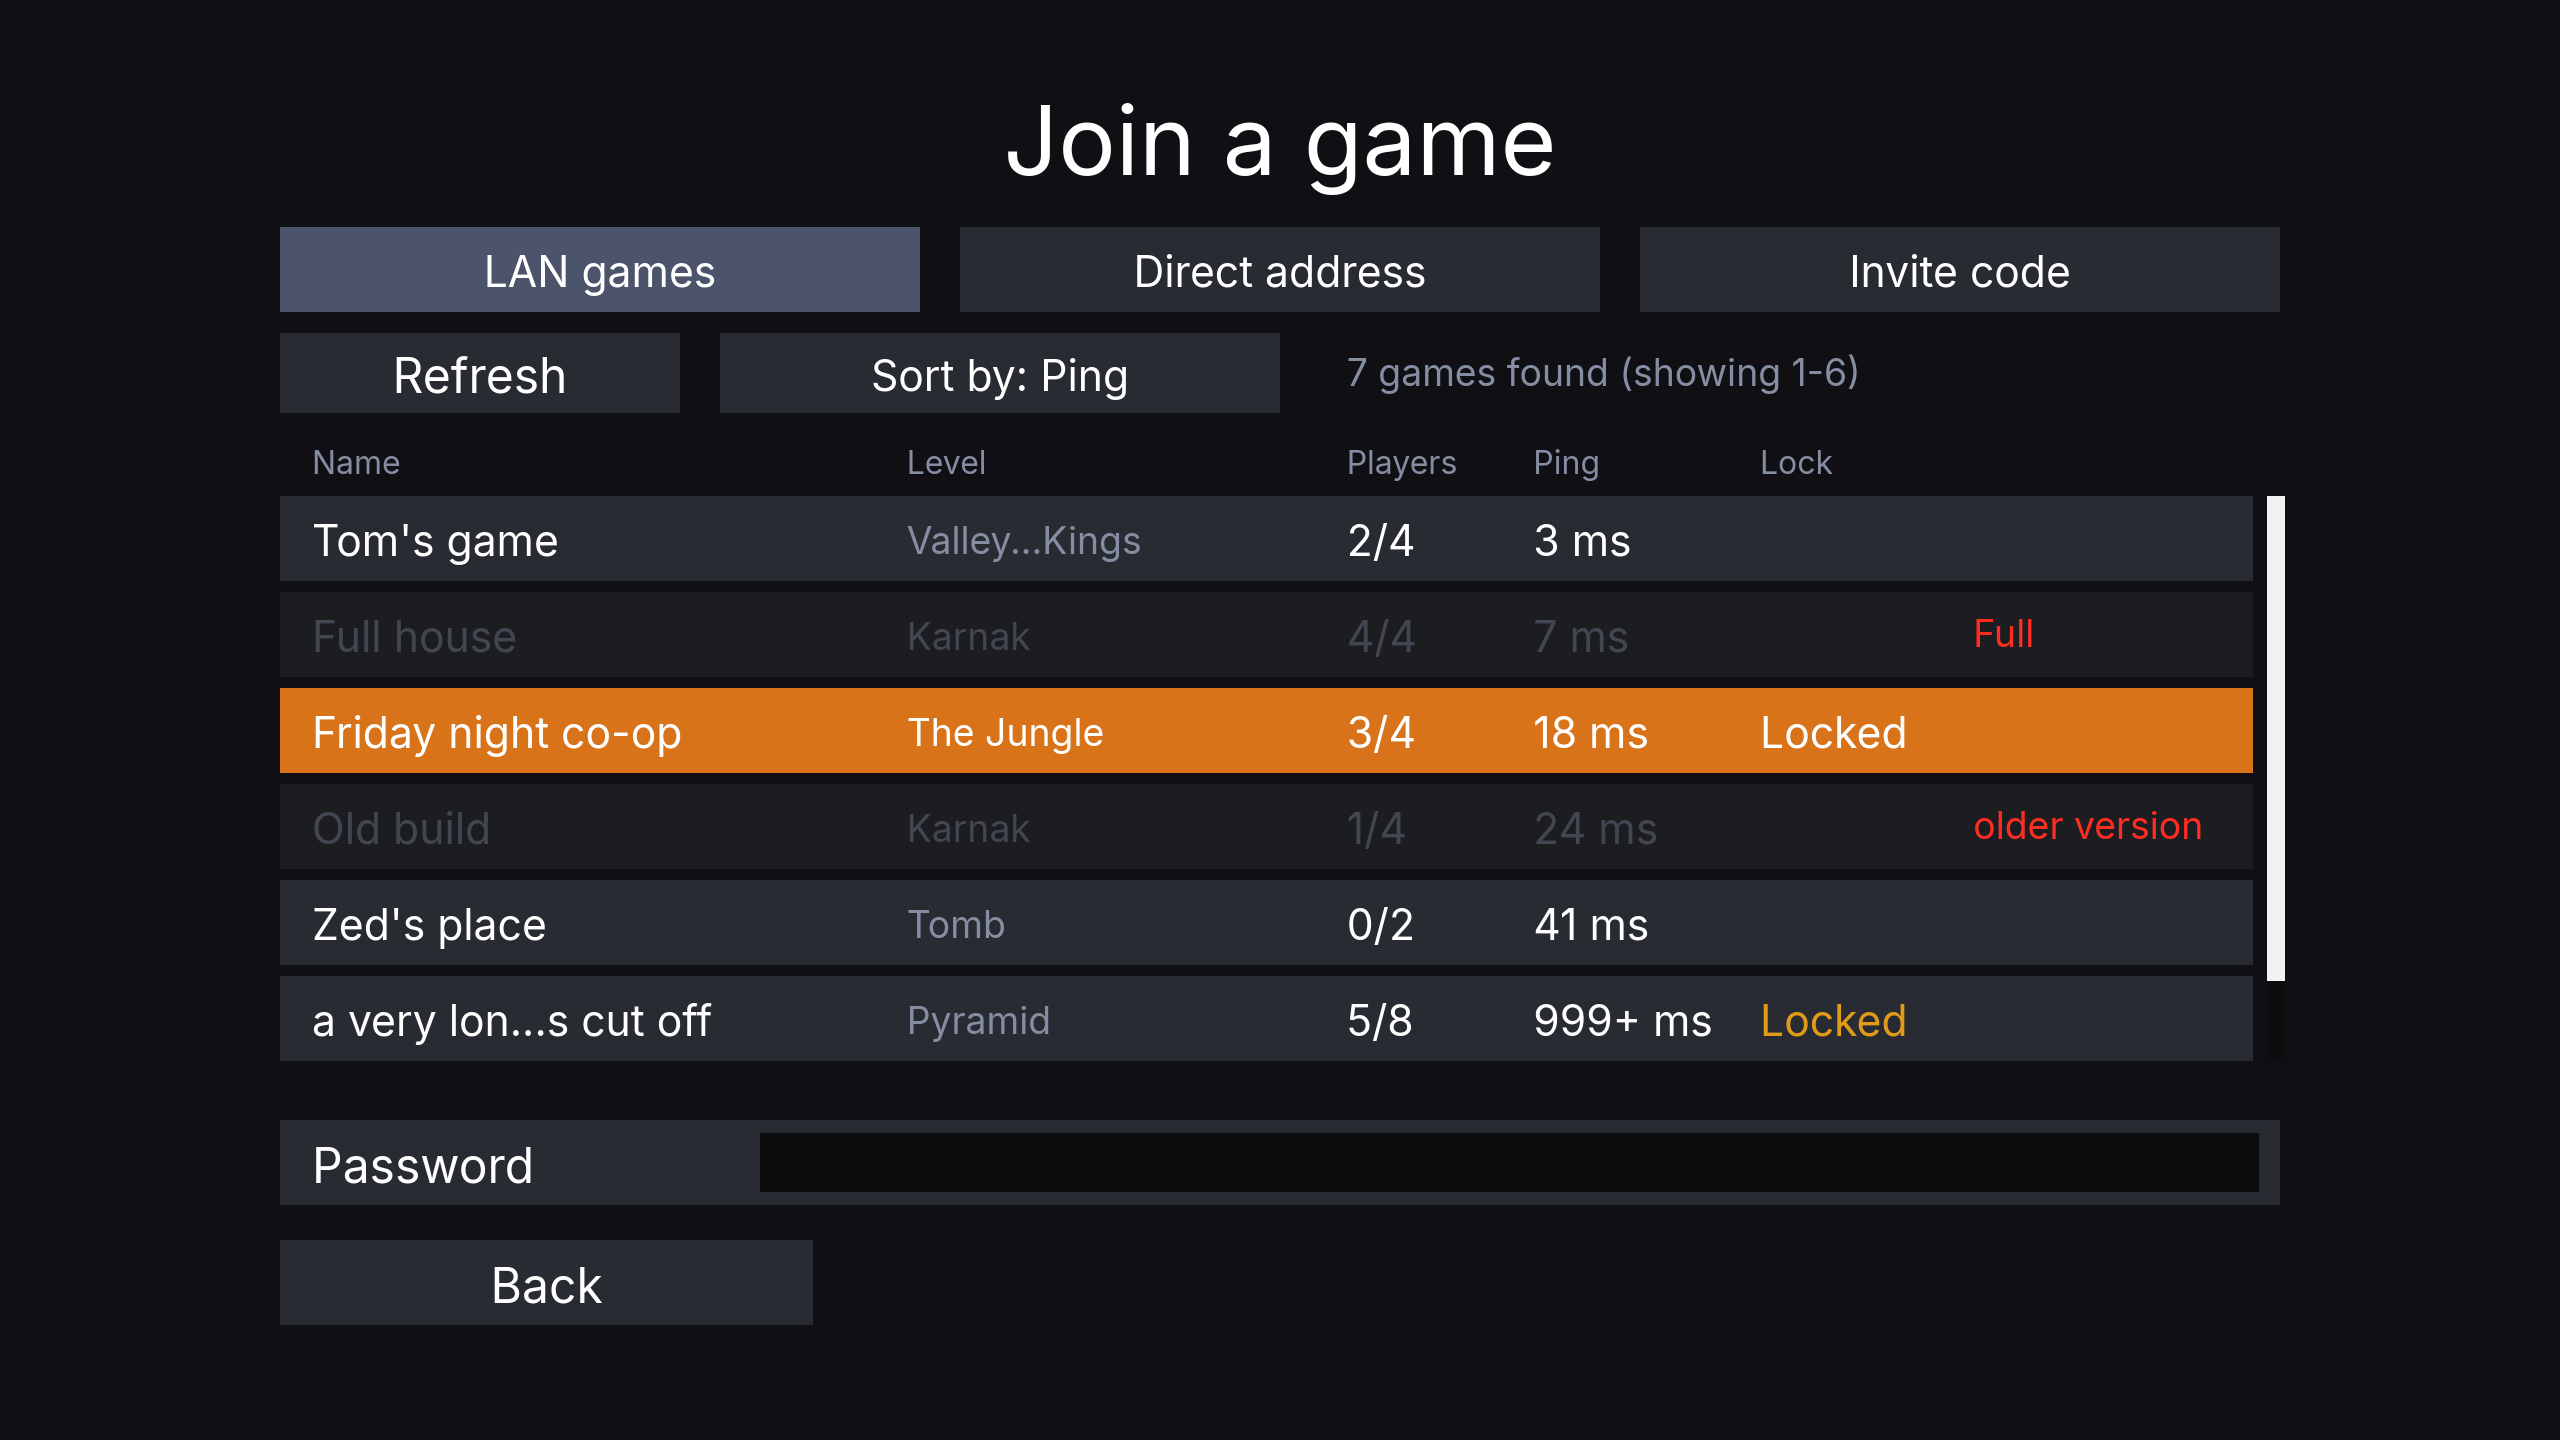 Join a game
LAN games Direct address Invite code
Refresh Sort by: Ping 7 games found (showing 1-6)
Name Level Players Ping Lock
Tom's game Valley...Kings 2/4 3 ms
Full house Karnak 4/4 7 ms Full
Friday night co-op The Jungle 3/4 18 ms Locked
Old build Karnak 1/4 24 ms older version
Zed's place Tomb 0/2 41 ms
a very lon...s cut off Pyramid 5/8 999+ ms Locked
Password
Back